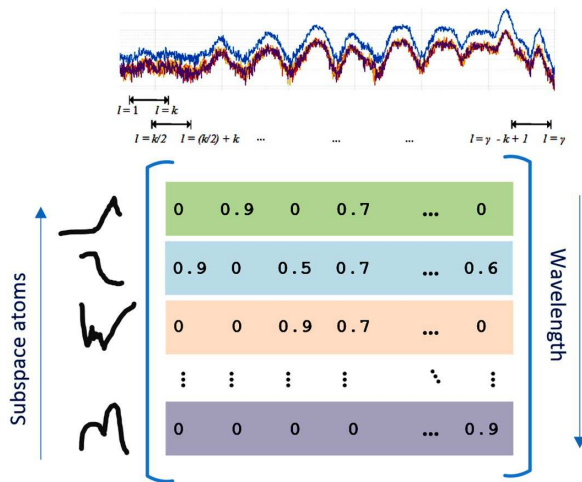 l = 1 l = k
l = k/2 l = (k/2) + k ... ... ... l = γ - k + 1 l = γ
0 0.9 0 0.7 ... 0
0.9 0 0.5 0.7 ... 0.6
0 0 0.9 0.7 ... 0
⋮ ⋮ ⋮ ⋮ ⋱ ⋮
0 0 0 0 ... 0.9
Subspace atoms
Wavelength